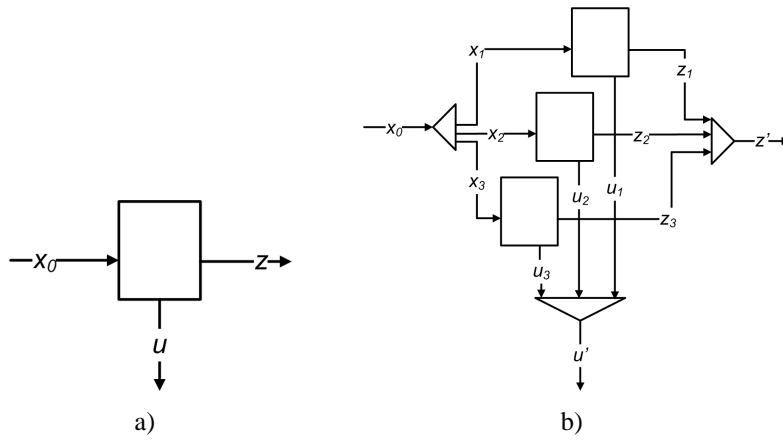 x₀
z
u
a)
x₀
x₁
x₂
x₃
z₁
z₂
z₃
z'
u₁
u₂
u₃
u'
b)